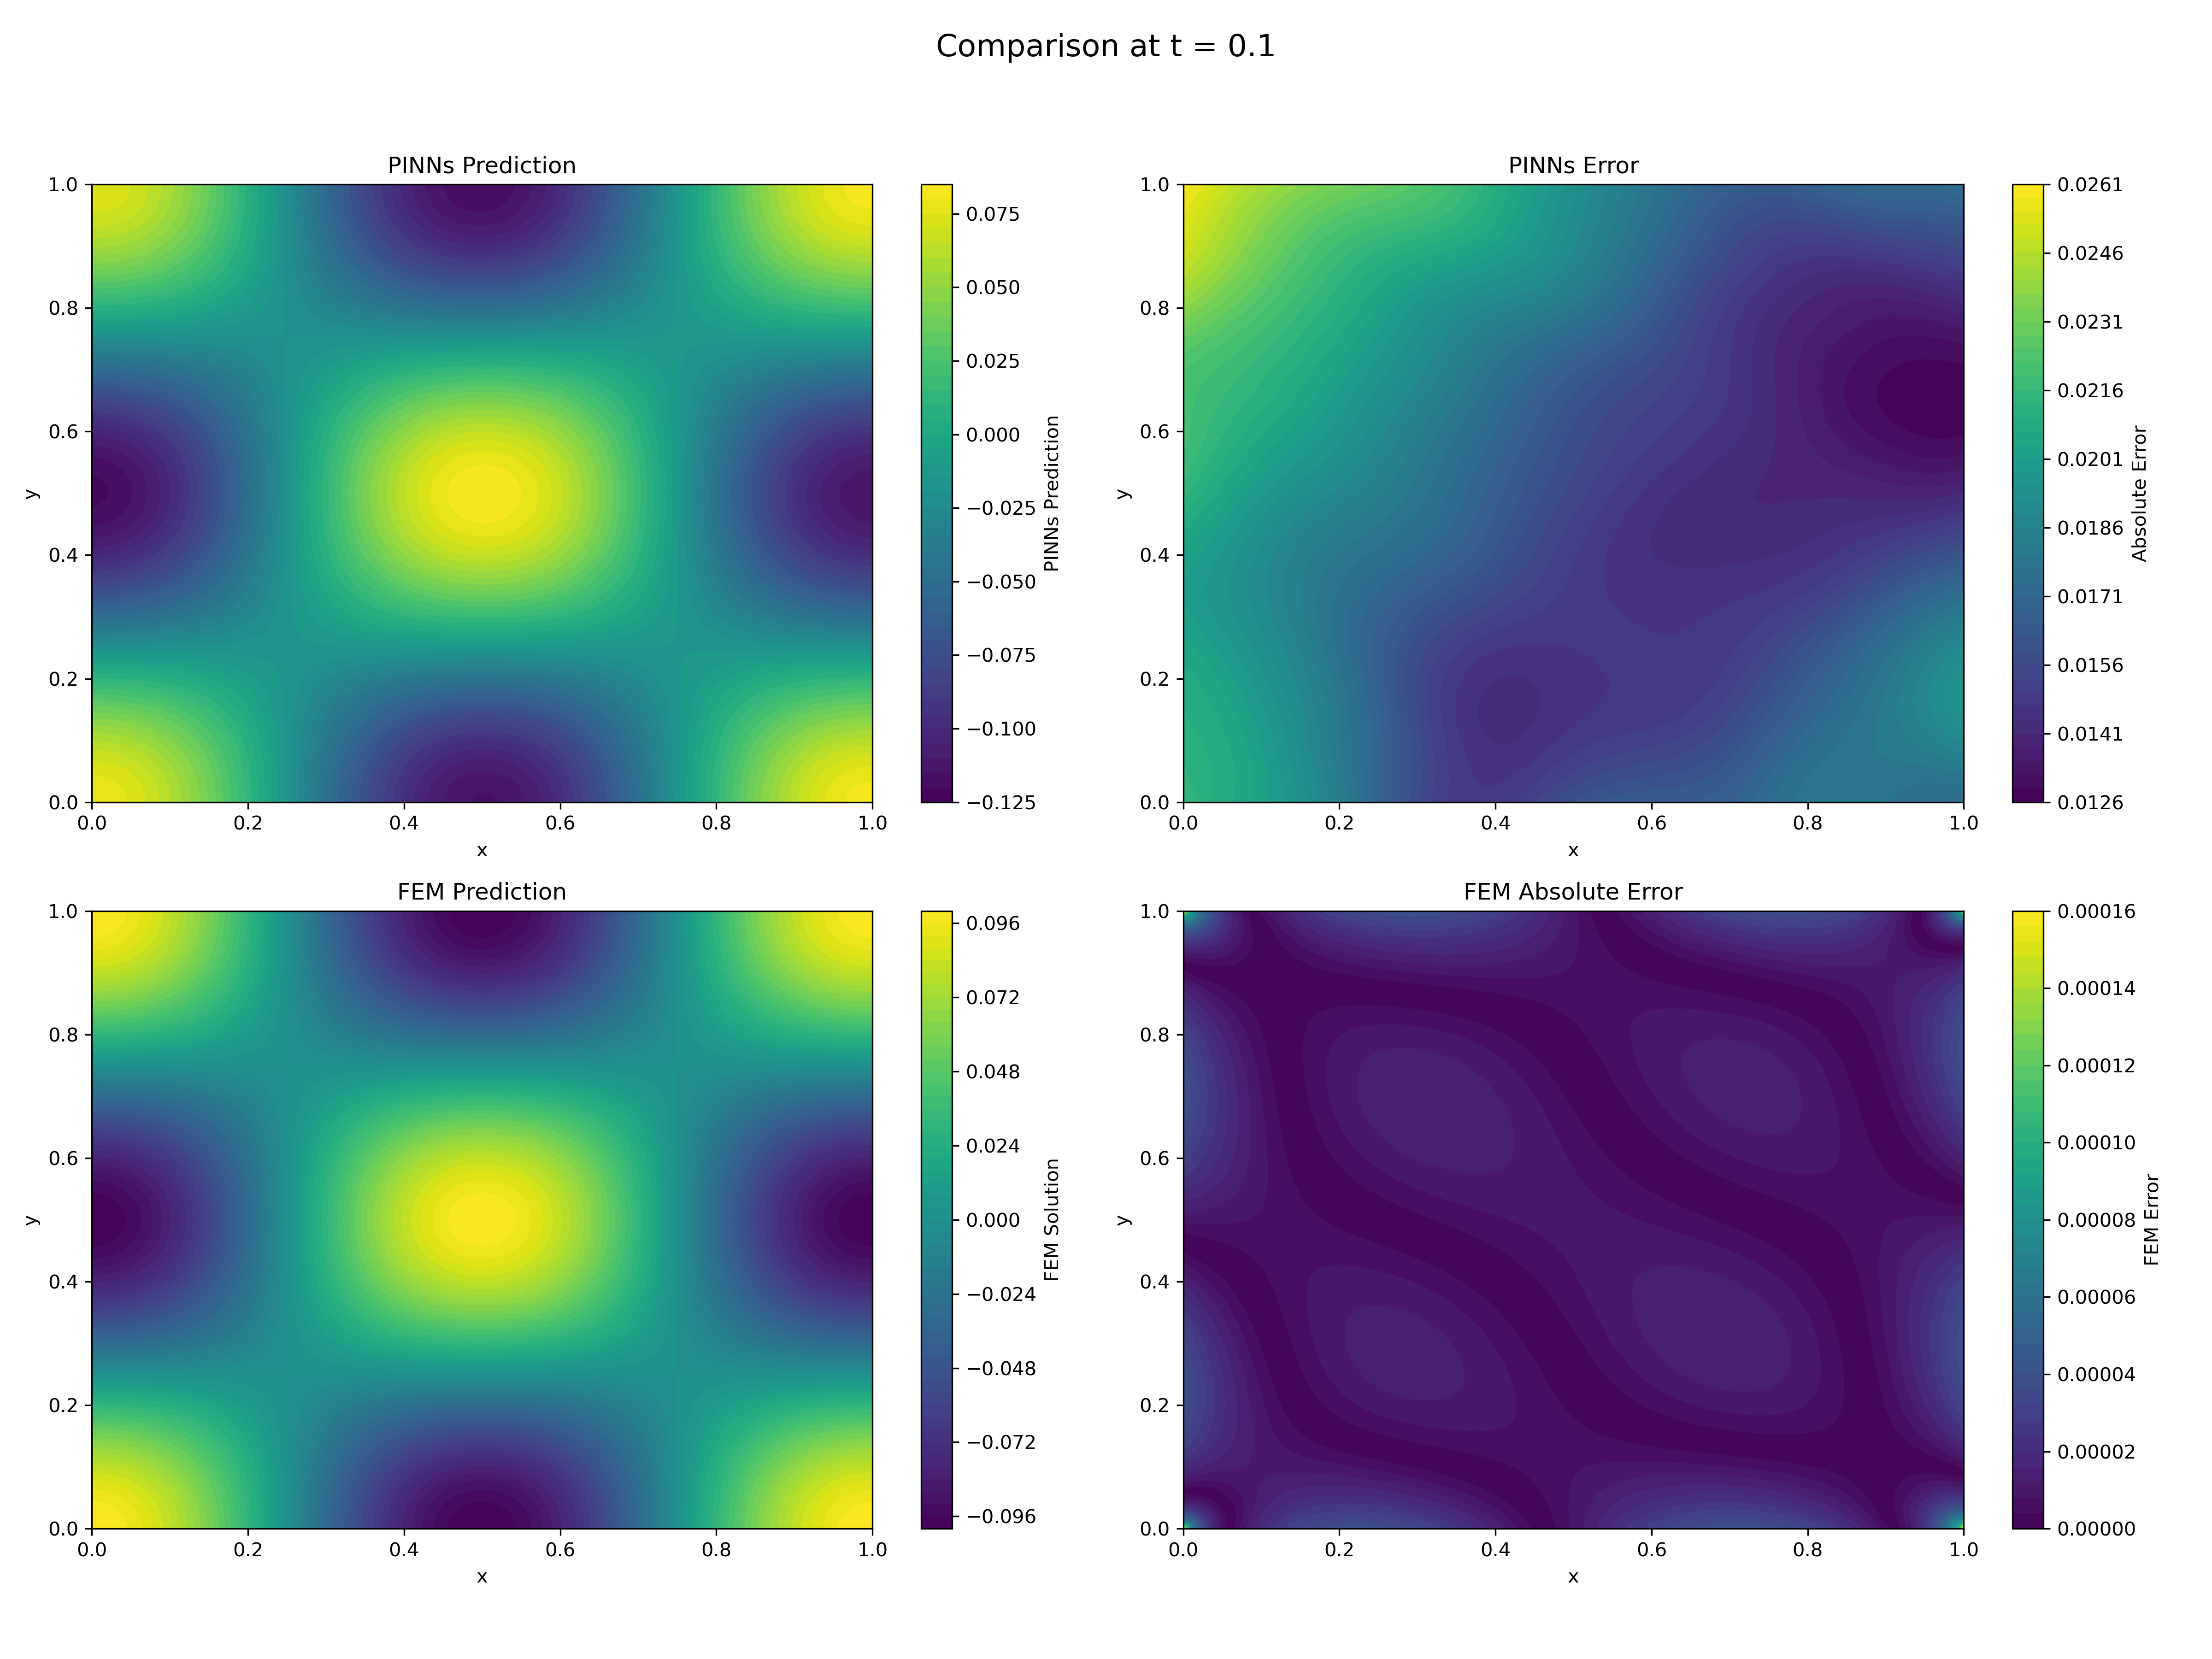 Comparison at t = 0.1
PINNs Prediction
1.0
0.8
0.6
0.4
0.2
0.0
y
0.0 0.2 0.4 0.6 0.8 1.0
x
0.075
0.050
0.025
0.000
−0.025
−0.050
−0.075
−0.100
−0.125
PINNs Prediction
PINNs Error
1.0
0.8
0.6
0.4
0.2
0.0
y
0.0 0.2 0.4 0.6 0.8 1.0
x
0.0261
0.0246
0.0231
0.0216
0.0201
0.0186
0.0171
0.0156
0.0141
0.0126
Absolute Error
FEM Prediction
1.0
0.8
0.6
0.4
0.2
0.0
y
0.0 0.2 0.4 0.6 0.8 1.0
x
0.096
0.072
0.048
0.024
0.000
−0.024
−0.048
−0.072
−0.096
FEM Solution
FEM Absolute Error
1.0
0.8
0.6
0.4
0.2
0.0
y
0.0 0.2 0.4 0.6 0.8 1.0
x
0.00016
0.00014
0.00012
0.00010
0.00008
0.00006
0.00004
0.00002
0.00000
FEM Error